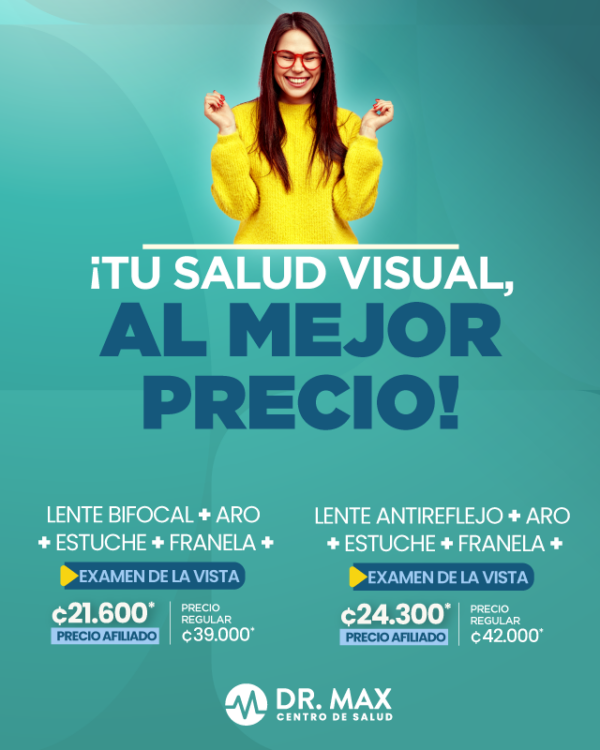 ¡TU SALUD VISUAL,
AL MEJOR
PRECIO!
LENTE BIFOCAL + ARO
+ ESTUCHE + FRANELA +
EXAMEN DE LA VISTA
₡21.600*
PRECIO AFILIADO
PRECIO
REGULAR
₡39.000*
LENTE ANTIREFLEJO + ARO
+ ESTUCHE + FRANELA +
EXAMEN DE LA VISTA
₡24.300*
PRECIO AFILIADO
PRECIO
REGULAR
₡42.000*
DR. MAX
CENTRO DE SALUD